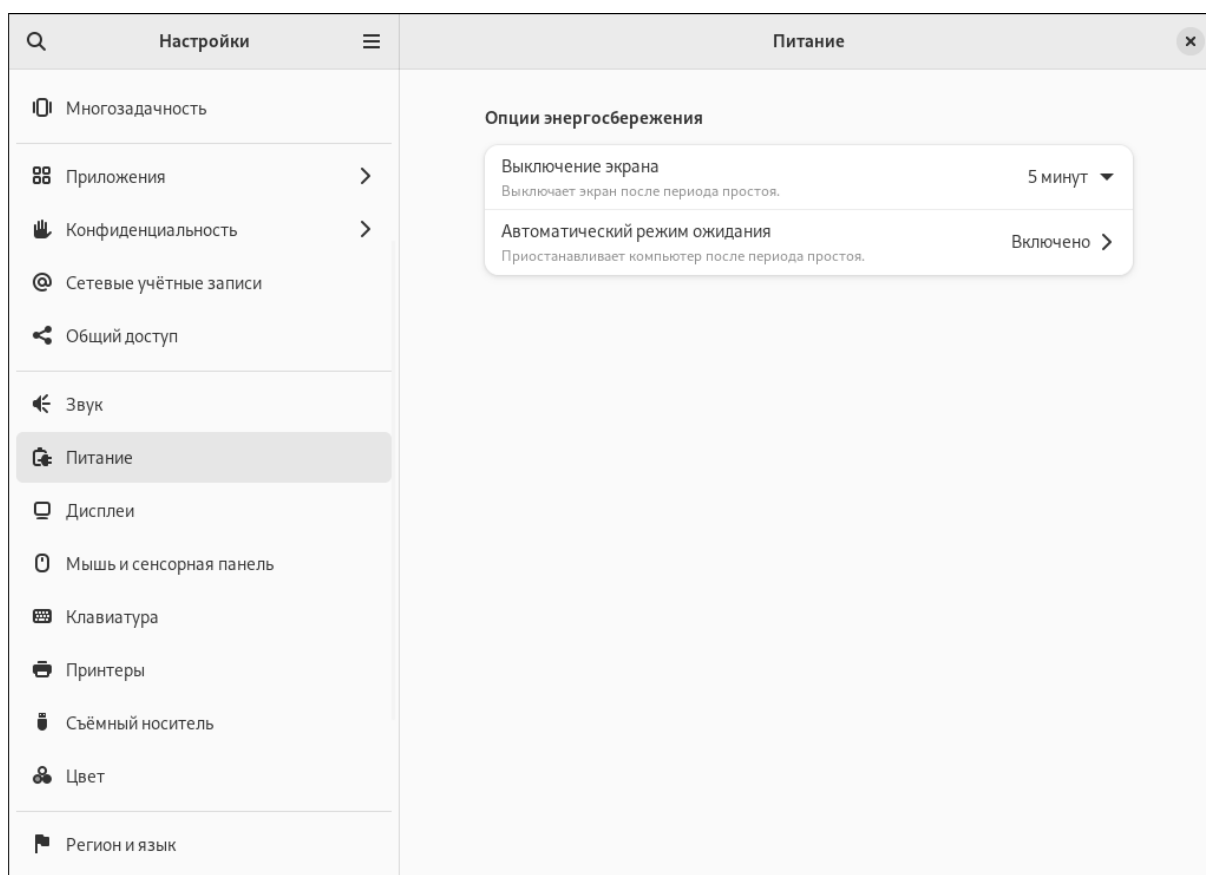 Настройки
Многозадачность
Приложения
Конфиденциальность
Сетевые учётные записи
Общий доступ
Звук
Питание
Дисплеи
Мышь и сенсорная панель
Клавиатура
Принтеры
Съёмный носитель
Цвет
Регион и язык
Питание
Опции энергосбережения
Выключение экрана
Выключает экран после периода простоя.
5 минут
Автоматический режим ожидания
Приостанавливает компьютер после периода простоя.
Включено